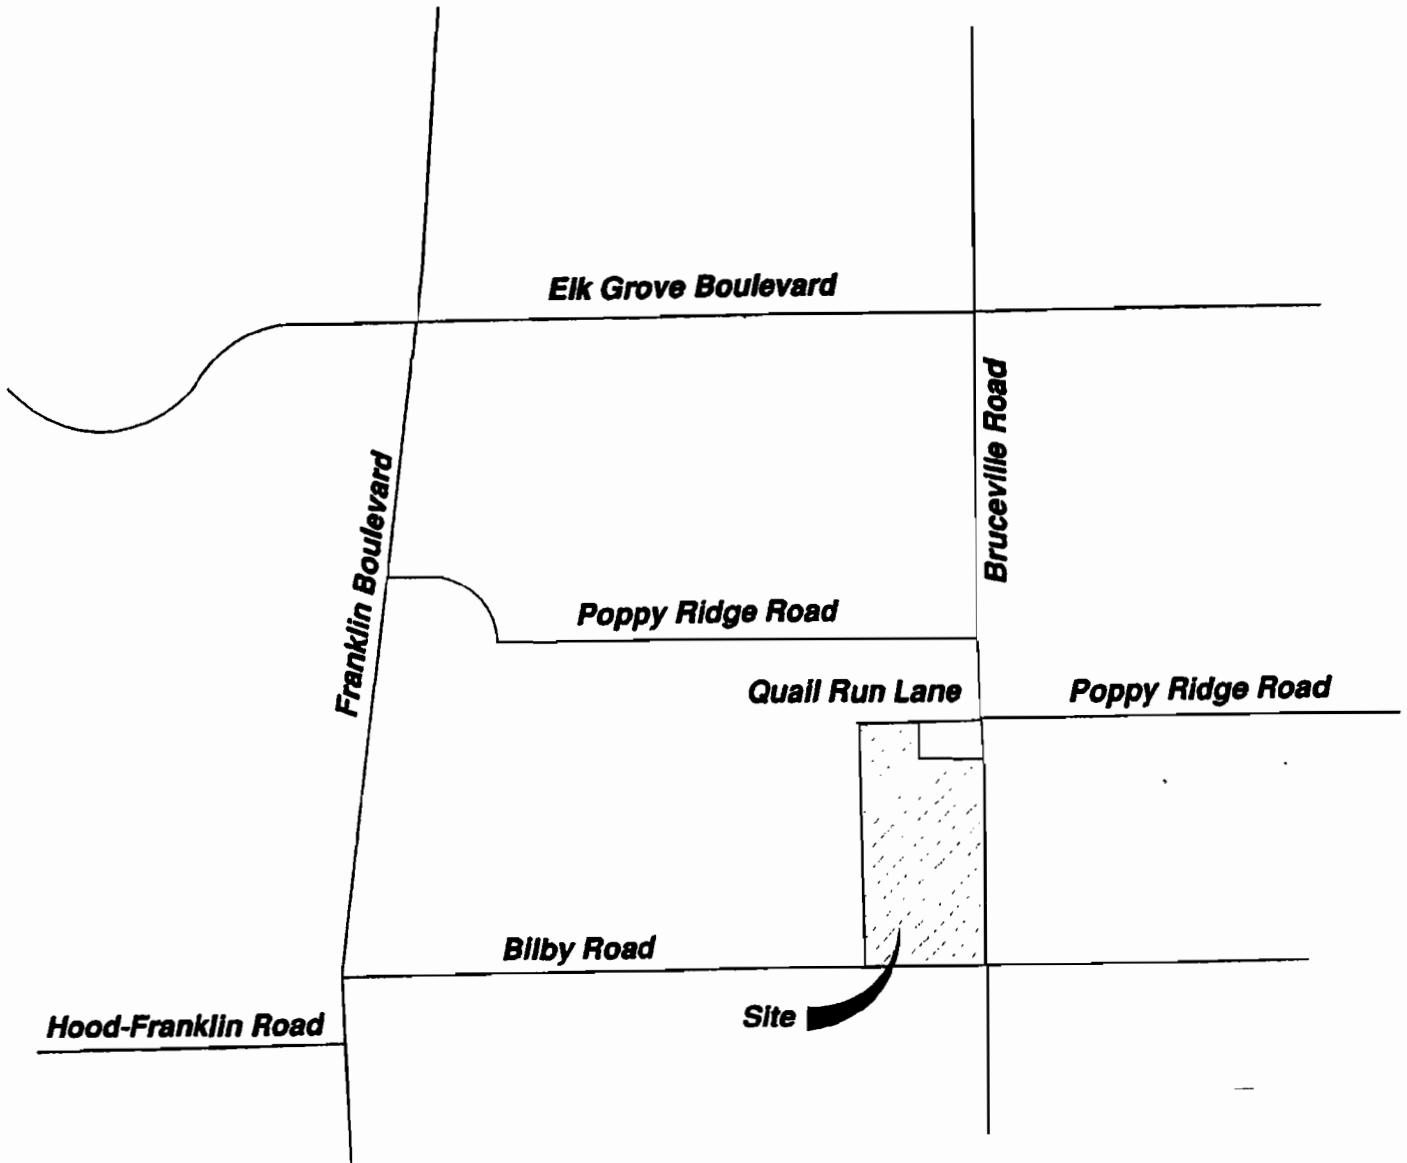 Elk Grove Boulevard
Bruceville Road
Franklin Boulevard
Poppy Ridge Road
Quail Run Lane
Poppy Ridge Road
Bilby Road
Site
Hood-Franklin Road